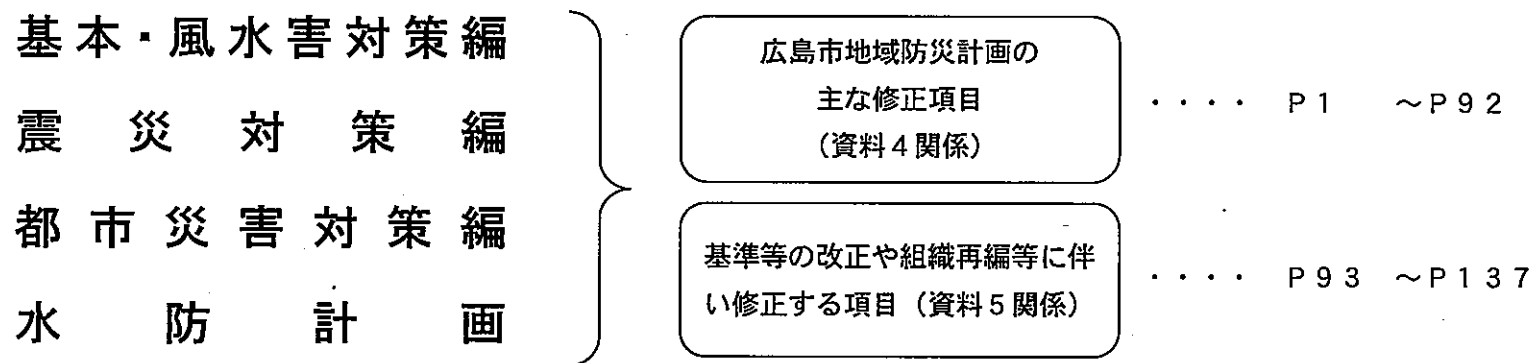 基本・風水害対策編
震災対策編
都市災害対策編
水防計画
広島市地域防災計画の
主な修正項目
(資料4関係)
・・・・ P1 ~P92
基準等の改正や組織再編等に伴
い修正する項目(資料5関係)
・・・・ P93 ~P137